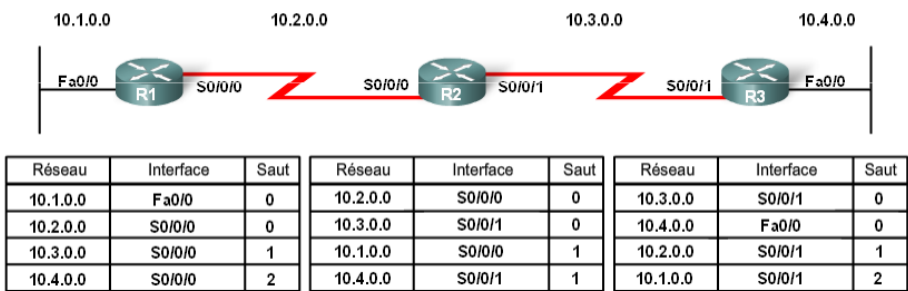 10.1.0.0 10.2.0.0 10.3.0.0 10.4.0.0
Fa0/0 R1 S0/0/0 S0/0/0 R2 S0/0/1 S0/0/1 R3 Fa0/0
Réseau Interface Saut Réseau Interface Saut Réseau Interface Saut
10.1.0.0 Fa0/0 0 10.2.0.0 S0/0/0 0 10.3.0.0 S0/0/1 0
10.2.0.0 S0/0/0 0 10.3.0.0 S0/0/1 0 10.4.0.0 Fa0/0 0
10.3.0.0 S0/0/0 1 10.1.0.0 S0/0/0 1 10.2.0.0 S0/0/1 1
10.4.0.0 S0/0/0 2 10.4.0.0 S0/0/1 1 10.1.0.0 S0/0/1 2